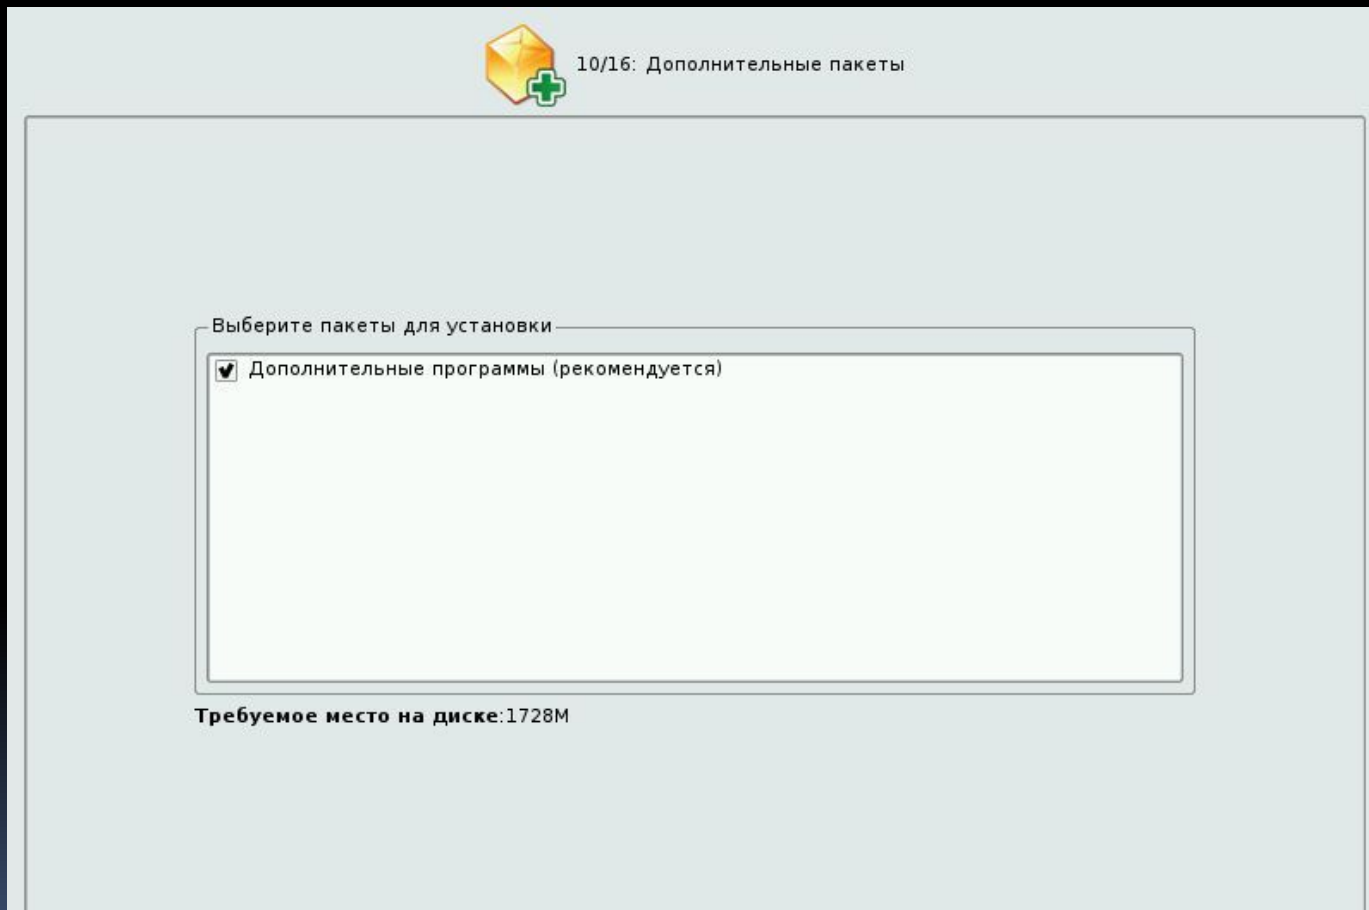 10/16: Дополнительные пакеты
Выберите пакеты для установки
Дополнительные программы (рекомендуется)
Требуемое место на диске:1728M